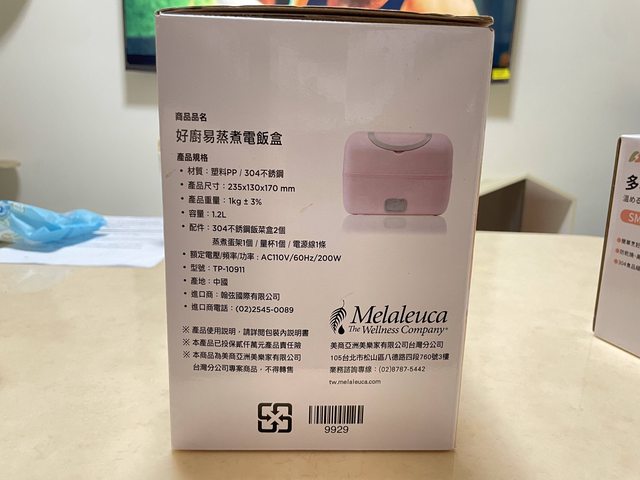 商品品名
好廚易蒸煮電飯盒
產品規格
• 材質：塑料PP / 304不銹鋼
• 產品尺寸：235x130x170 mm
• 產品重量：1kg ± 3%
• 容量：1.2L
• 配件：304不銹鋼飯菜盒2個
蒸煮蛋架1個 / 量杯1個 / 電源線1條
• 額定電壓/頻率/功率：AC110V/60Hz/200W
• 型號：TP-10911
• 產地：中國
• 進口商：翰弦國際有限公司
• 進口商電話：(02)2545-0089
※ 產品使用說明，請詳閱包裝內說明書
※ 本產品已投保貳仟萬元產品責任險
※ 本商品為美商亞洲美樂家有限公司
台灣分公司專案商品，不得轉售
Melaleuca
The Wellness Company®
美商亞洲美樂家有限公司台灣分公司
105台北市松山區八德路四段760號3樓
業務諮詢專線：(02)8787-5442
tw.melaleuca.com
9929
多
溫める
SM